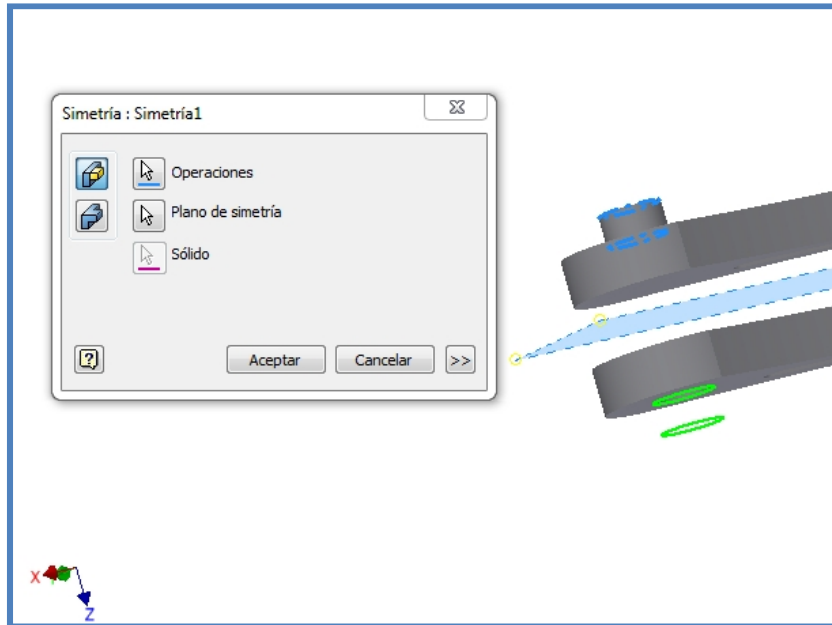 Simetría : Simetría1
Operaciones
Plano de simetría
Sólido
?
Aceptar
Cancelar
>>
X
Z